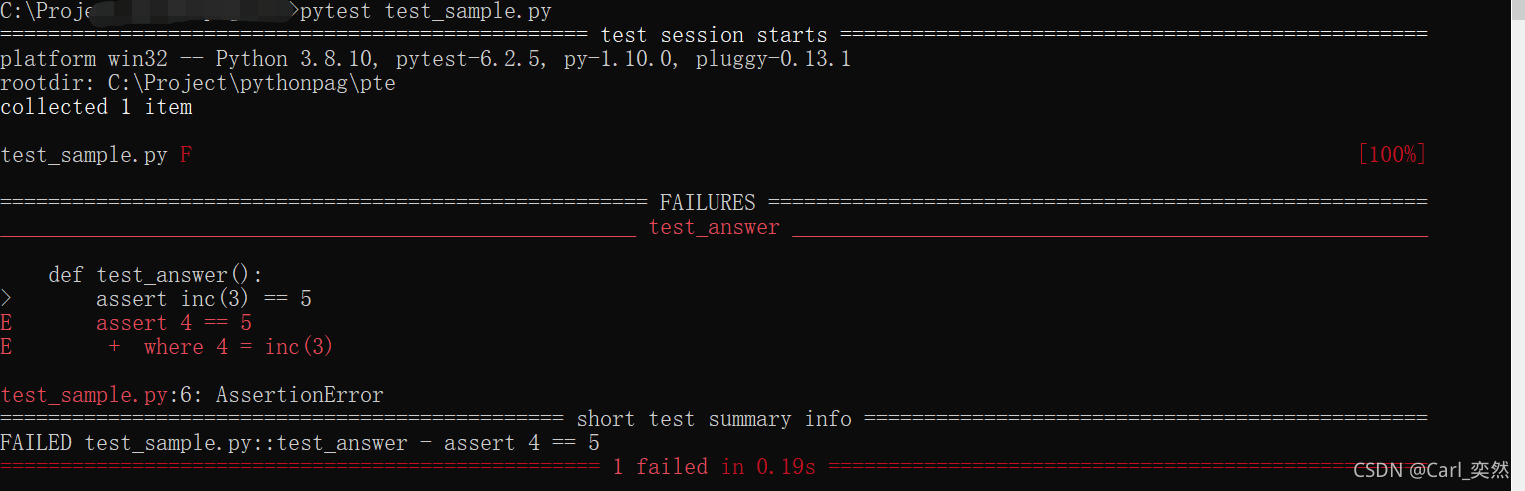 C:\Proje >pytest test_sample.py
================================================= test session starts =================================================
platform win32 -- Python 3.8.10, pytest-6.2.5, py-1.10.0, pluggy-0.13.1
rootdir: C:\Project\pythonpag\pte
collected 1 item
test_sample.py F [100%]
====================================================== FAILURES =======================================================
_____________________________________________________ test_answer _____________________________________________________
    def test_answer():
>       assert inc(3) == 5
E       assert 4 == 5
E        +  where 4 = inc(3)
test_sample.py:6: AssertionError
=============================================== short test summary info ===============================================
FAILED test_sample.py::test_answer - assert 4 == 5
================================================== 1 failed in 0.19s ==================================================
CSDN @Carl_奕然